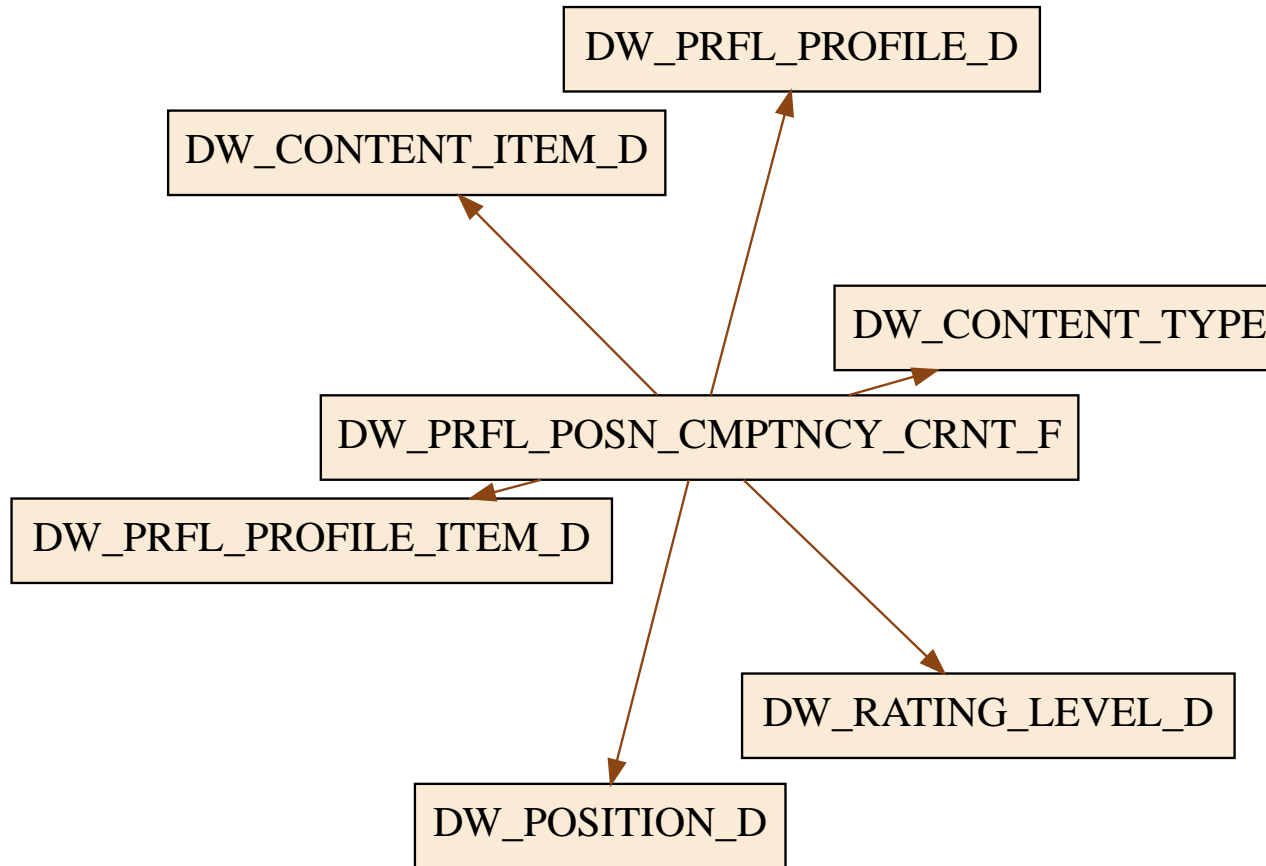 DW_PRFL_PROFILE_D
DW_CONTENT_ITEM_D
DW_CONTENT_TYPE
DW_PRFL_POSN_CMPTNCY_CRNT_F
DW_PRFL_PROFILE_ITEM_D
DW_RATING_LEVEL_D
DW_POSITION_D